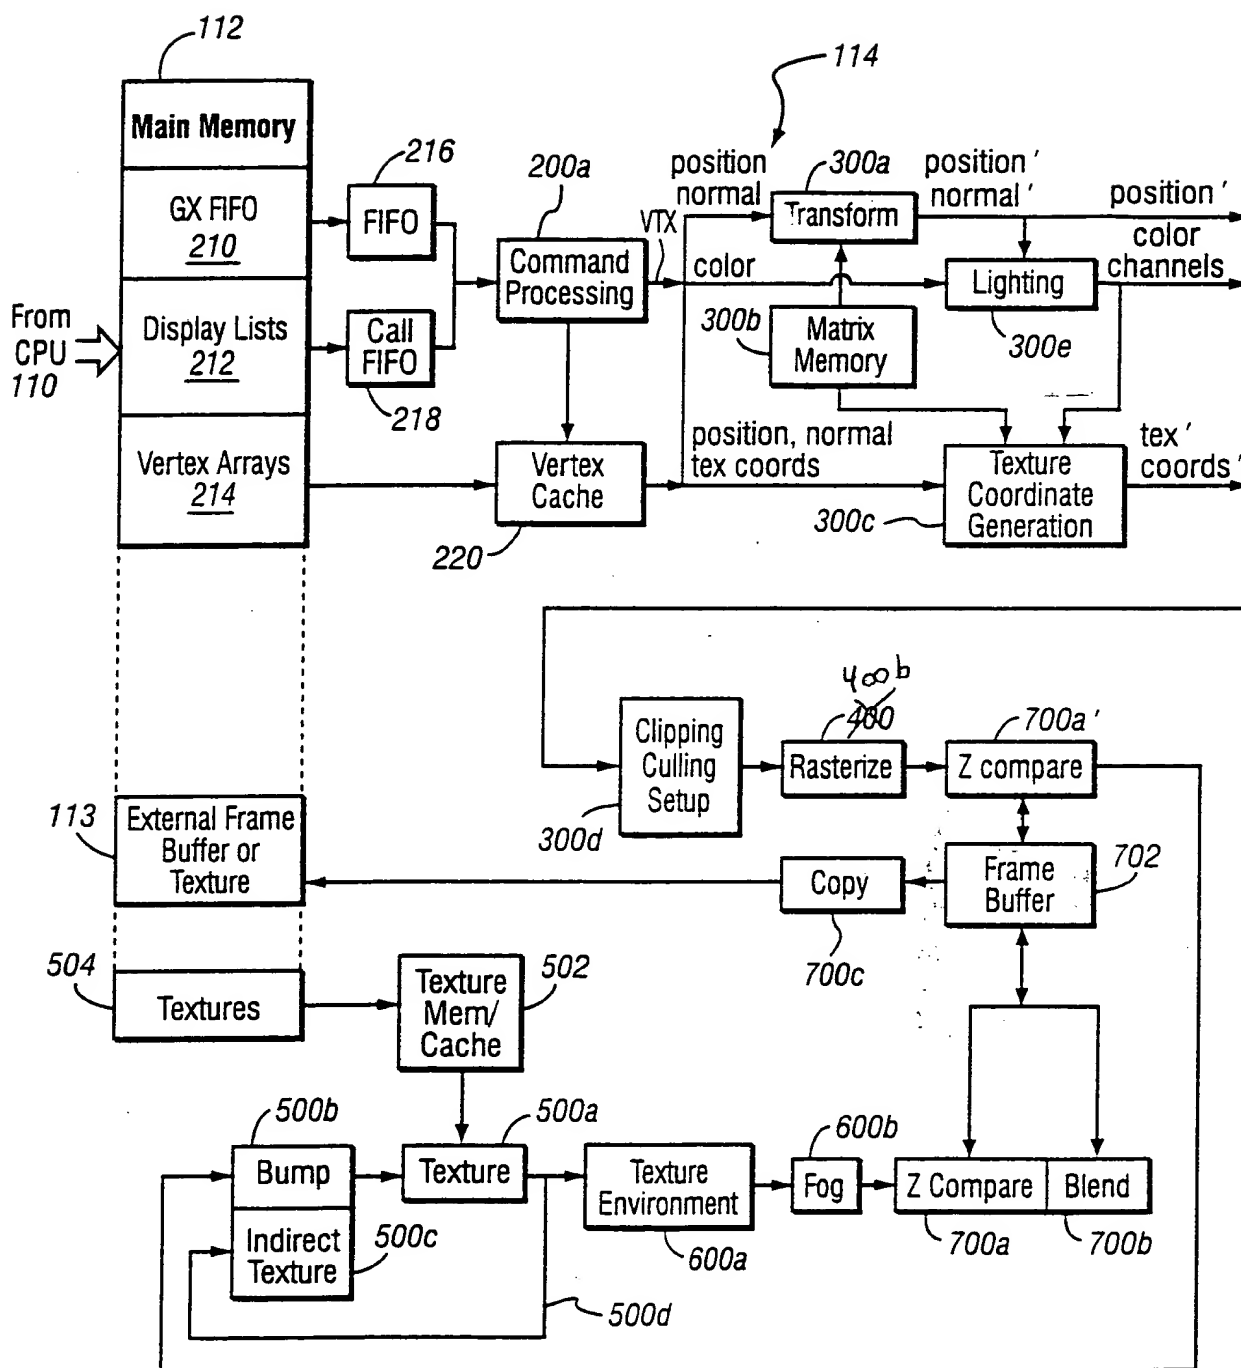 112
114
Main Memory
216
200a
position
normal
300a
position '
normal '
position '
GX FIFO
210
FIFO
Command
Processing
VTX
Transform
color
color
channels
Lighting
From
CPU
110
Display Lists
212
Call
FIFO
218
300b
Matrix
Memory
300e
Vertex Arrays
214
Vertex
Cache
220
position, normal
tex coords
Texture
Coordinate
Generation
300c
tex '
coords '
400b
400
700a '
Clipping
Culling
Setup
300d
Rasterize
Z compare
113
External Frame
Buffer or
Texture
Copy
700c
Frame
Buffer
702
504
Textures
Texture
Mem/
Cache
502
500b
500a
600b
Bump
Texture
Texture
Environment
Fog
Z Compare
Blend
Indirect
Texture
500c
600a
700a
700b
500d